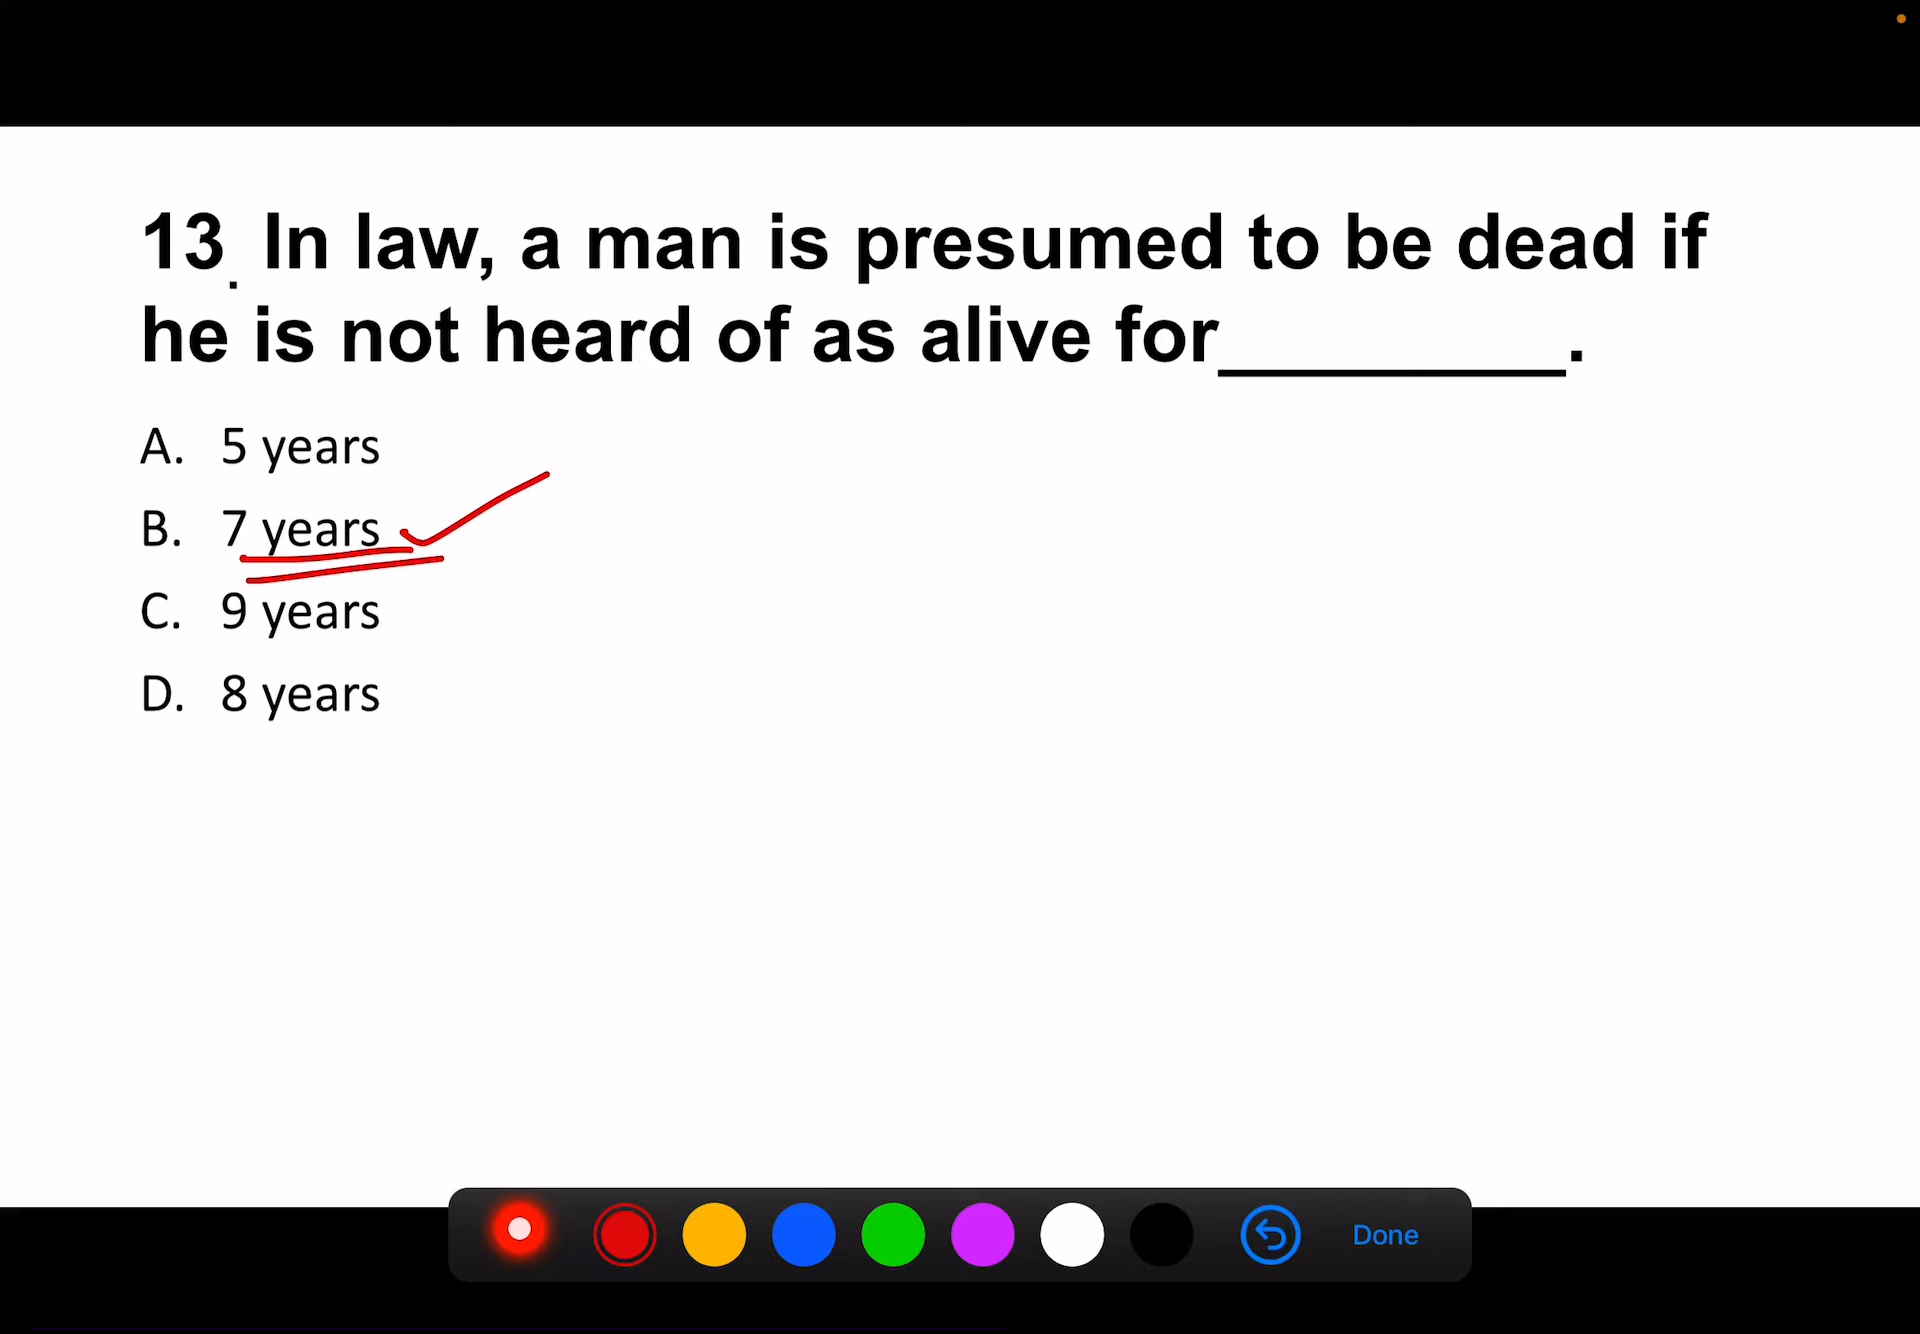 13. In law, a man is presumed to be dead if
he is not heard of as alive for__________.
A. 5 years
B. 7 years
C. 9 years
D. 8 years
Done